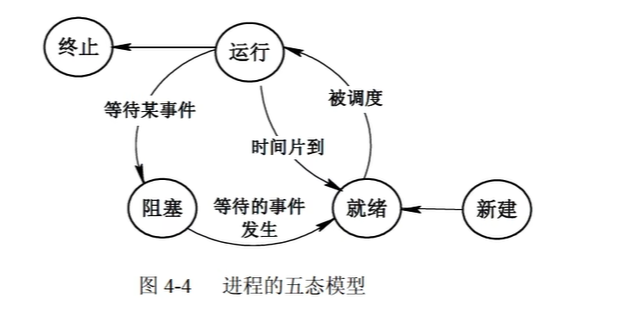 终止
运行
等待某事件
被调度
时间片到
阻塞
等待的事件
发生
就绪
新建
图 4-4 进程的五态模型